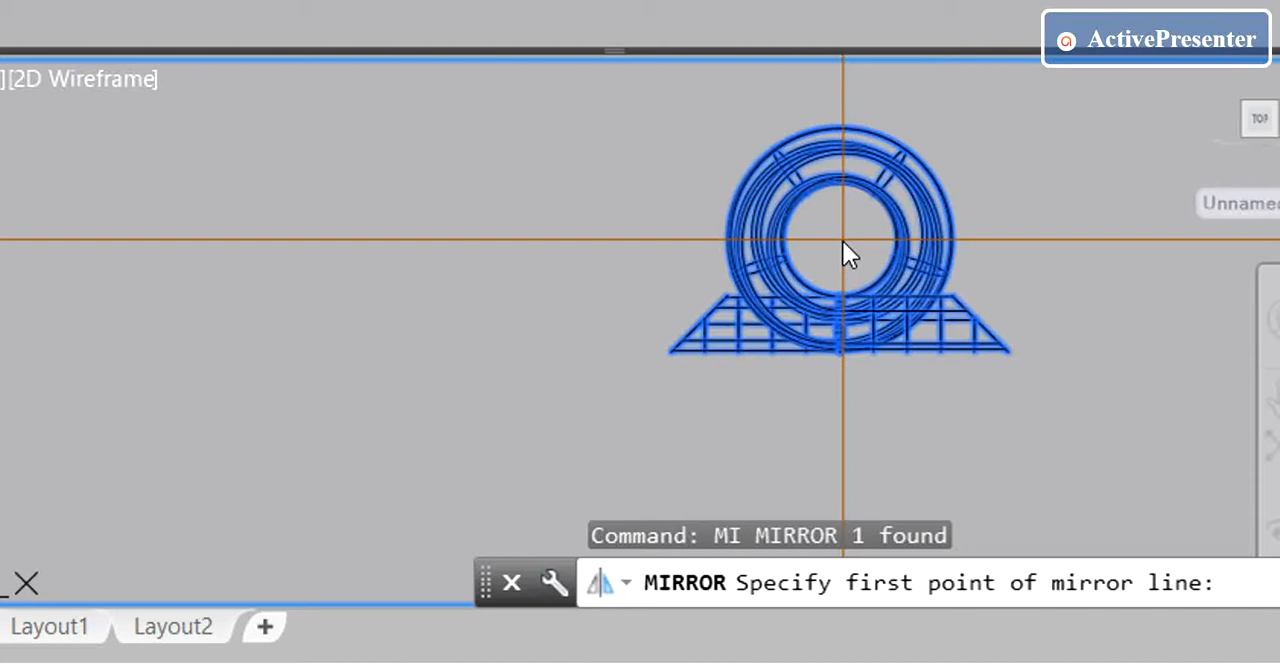 ActivePresenter
][2D Wireframe]
TOP
Unnamed
Command: MI MIRROR 1 found
MIRROR Specify first point of mirror line:
Layout1 Layout2 +